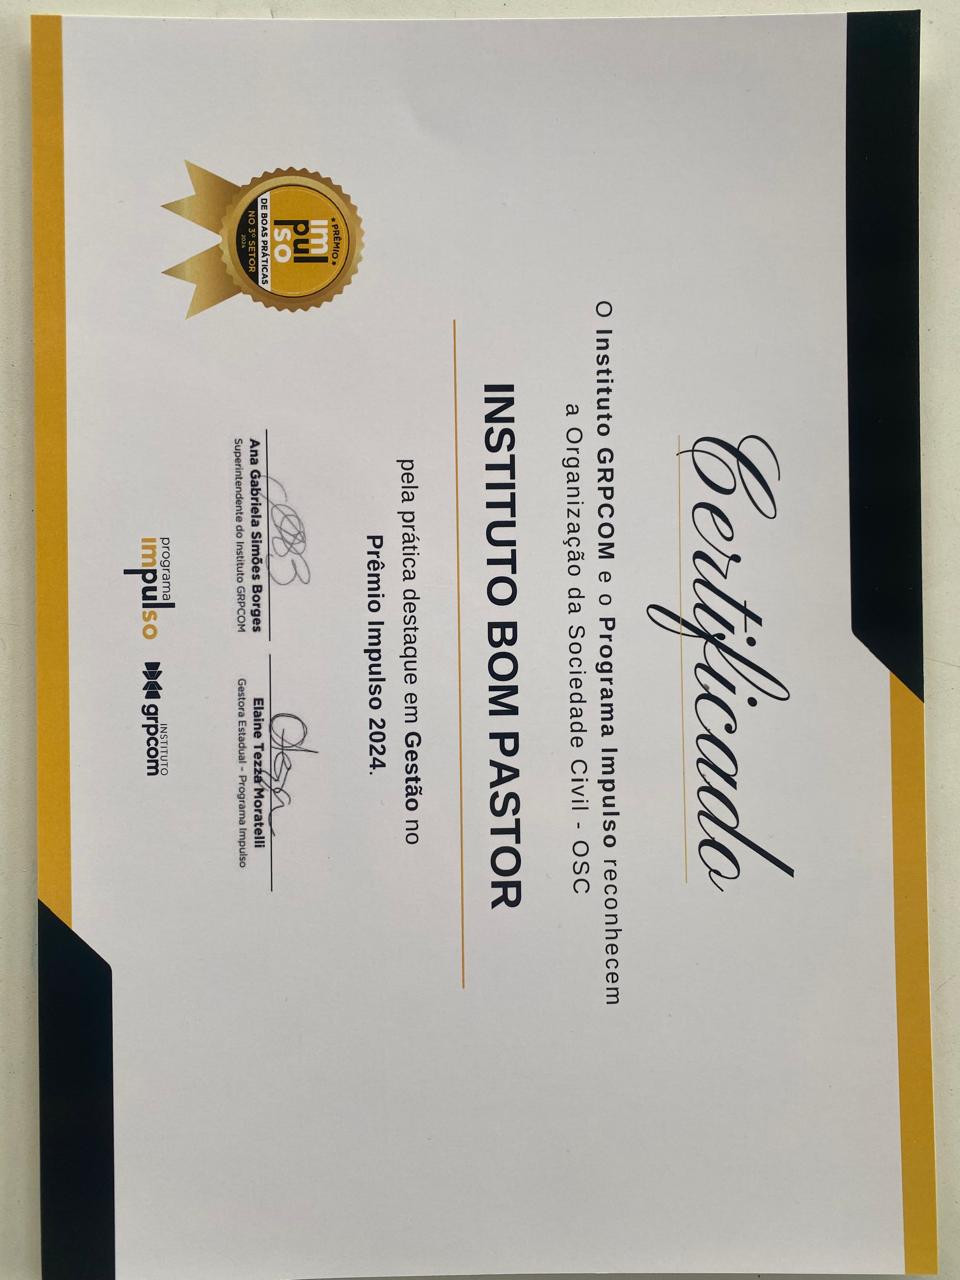 Certificado
O Instituto GRPCOM e o Programa Impulso reconhecem
a Organização da Sociedade Civil - OSC
INSTITUTO BOM PASTOR
pela prática destaque em Gestão no
Prêmio Impulso 2024.
PRÊMIO
im
pul
so
DE BOAS PRÁTICAS
NO 3º SETOR
2024
Ana Gabriela Simões Borges
Superintendente do Instituto GRPCOM
Elaine Tezza Moratelli
Gestora Estadual - Programa Impulso
programa
impulso
INSTITUTO
grpcom